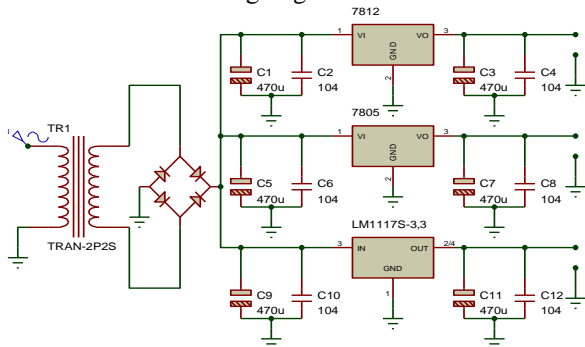 7812
1 VI VO 3
GND
2
C1
470u
C2
104
C3
470u
C4
104
7805
1 VI VO 3
GND
2
C5
470u
C6
104
C7
470u
C8
104
TR1
TRAN-2P2S
LM1117S-3,3
3 IN OUT 2/4
GND
1
C9
470u
C10
104
C11
470u
C12
104